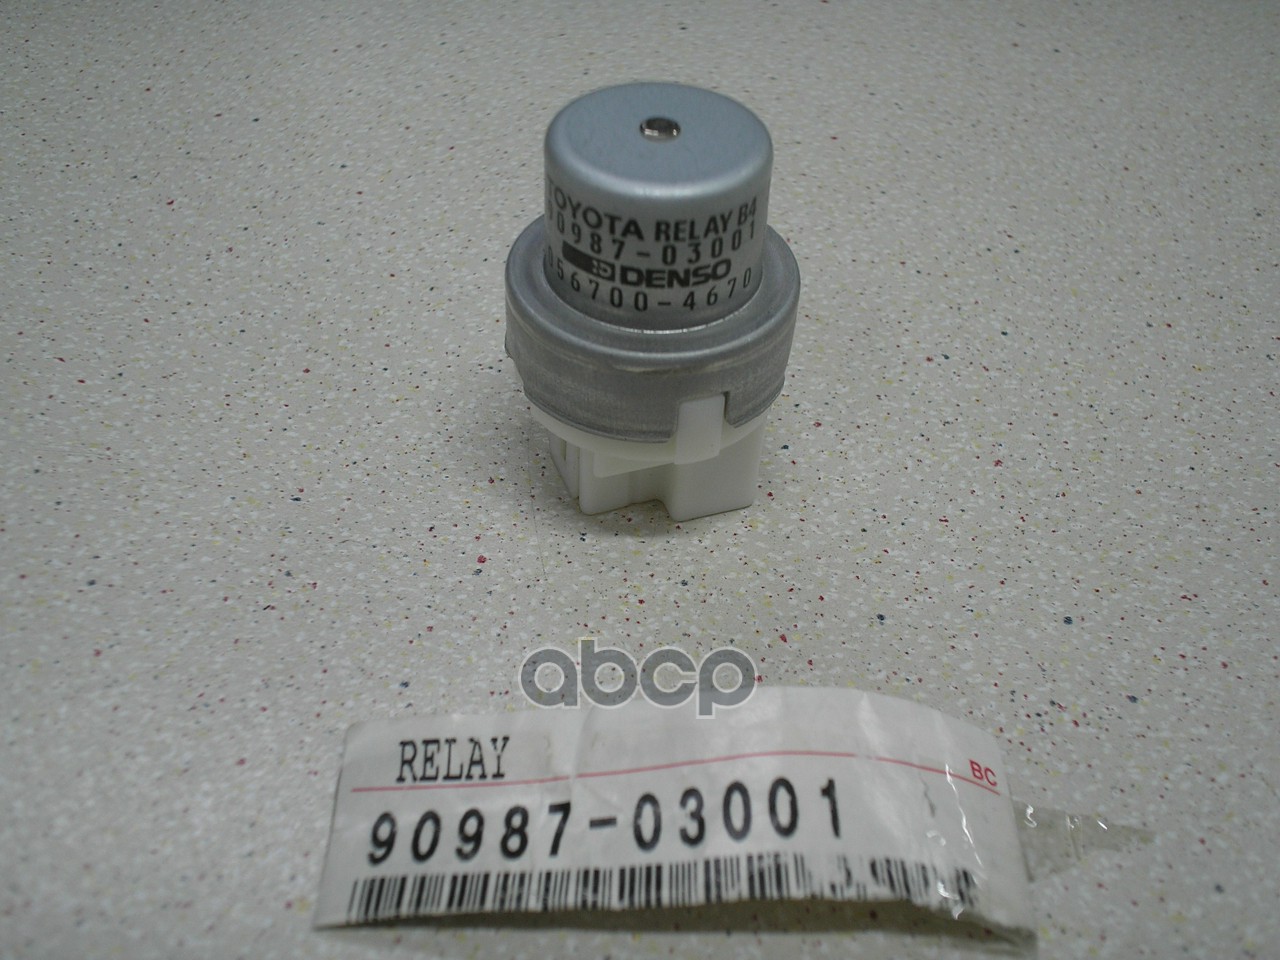 TOYOTA RELAY B4
90987-03001
DENSO
056700-4670
abcp
RELAY
BC
90987-03001